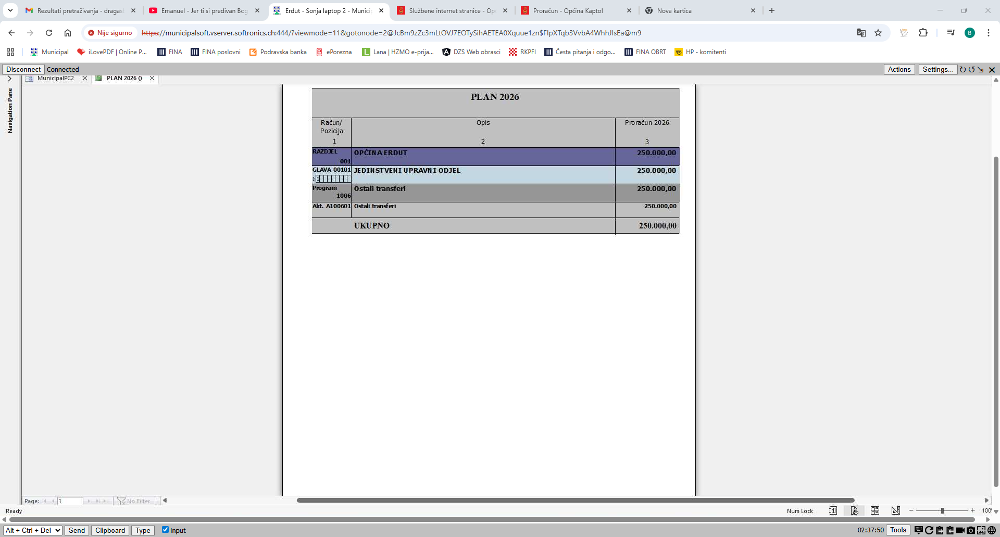 Rezultati pretraživanja - dragas
Emanuel - Jer ti si predivan Bog
Erdut - Sonja laptop 2 - Municip
Službene internet stranice - Op
Proračun - Općina Kaptol
Nova kartica
Nije sigurno
https://municipalsoft.vserver.softronics.ch:444/?viewmode=11&gotonode=2@JcBm9zZc3mLtOVJ7EOTySihAETEA0Xquue1zn$FIpXTqb3VvbA4WhhJIsEa@m9
B
Municipal
iLovePDF | Online P...
FINA
FINA poslovni
Podravska banka
ePorezna
Lana | HZMO e-prija...
DZS Web obrasci
RKPFI
Česta pitanja i odgo...
FINA OBRT
HP - komitenti
Disconnect Connected
Actions
Settings...
MunicipalPC2
PLAN 2026 ()
Navigation Pane
PLAN 2026
Račun/
Pozicija
1
Opis
2
Proračun 2026
3
RAZDJEL
001
OPĆINA ERDUT
250.000,00
GLAVA 00101
JEDINSTVENI UPRAVNI ODJEL
250.000,00
I: 1
Program
1006
Ostali transferi
250.000,00
Akt. A100601
Ostali transferi
250.000,00
UKUPNO
250.000,00
Page: 1
No Filter
Ready
Num Lock
100%
Alt + Ctrl + Del
Send
Clipboard
Type
Input
02:37:50
Tools